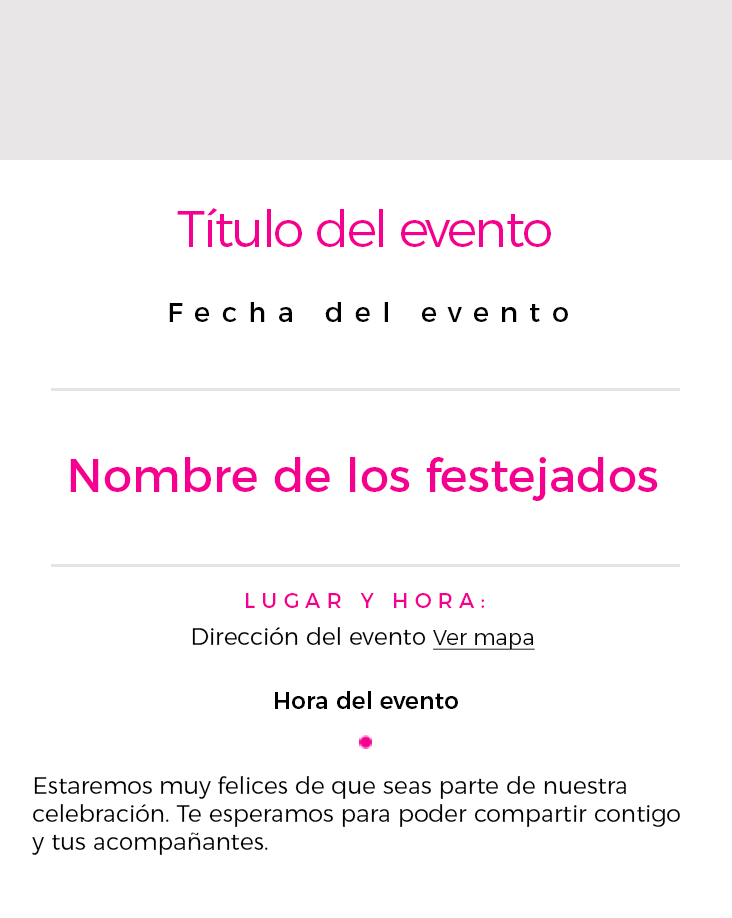 Título del evento
Fecha del evento
Nombre de los festejados
LUGAR Y HORA:
Dirección del evento Ver mapa
Hora del evento
Estaremos muy felices de que seas parte de nuestra
celebración. Te esperamos para poder compartir contigo
y tus acompañantes.